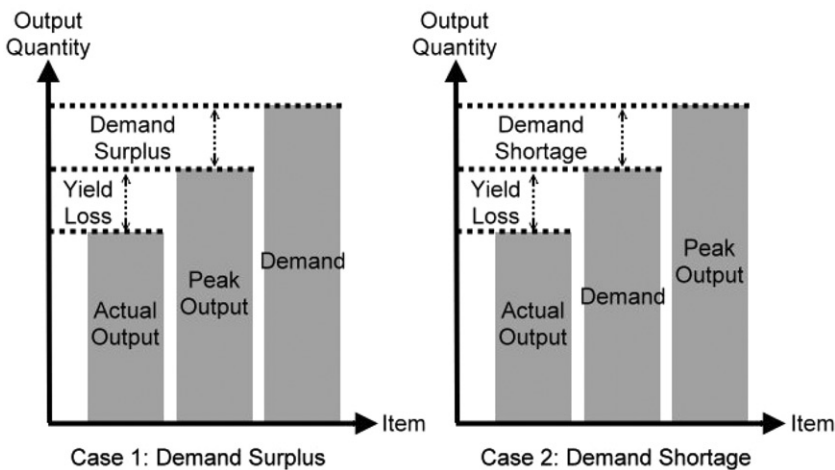 Output
Quantity
Demand
Surplus
Yield
Loss
Actual
Output
Peak
Output
Demand
Item
Case 1: Demand Surplus
Output
Quantity
Demand
Shortage
Yield
Loss
Actual
Output
Demand
Peak
Output
Item
Case 2: Demand Shortage